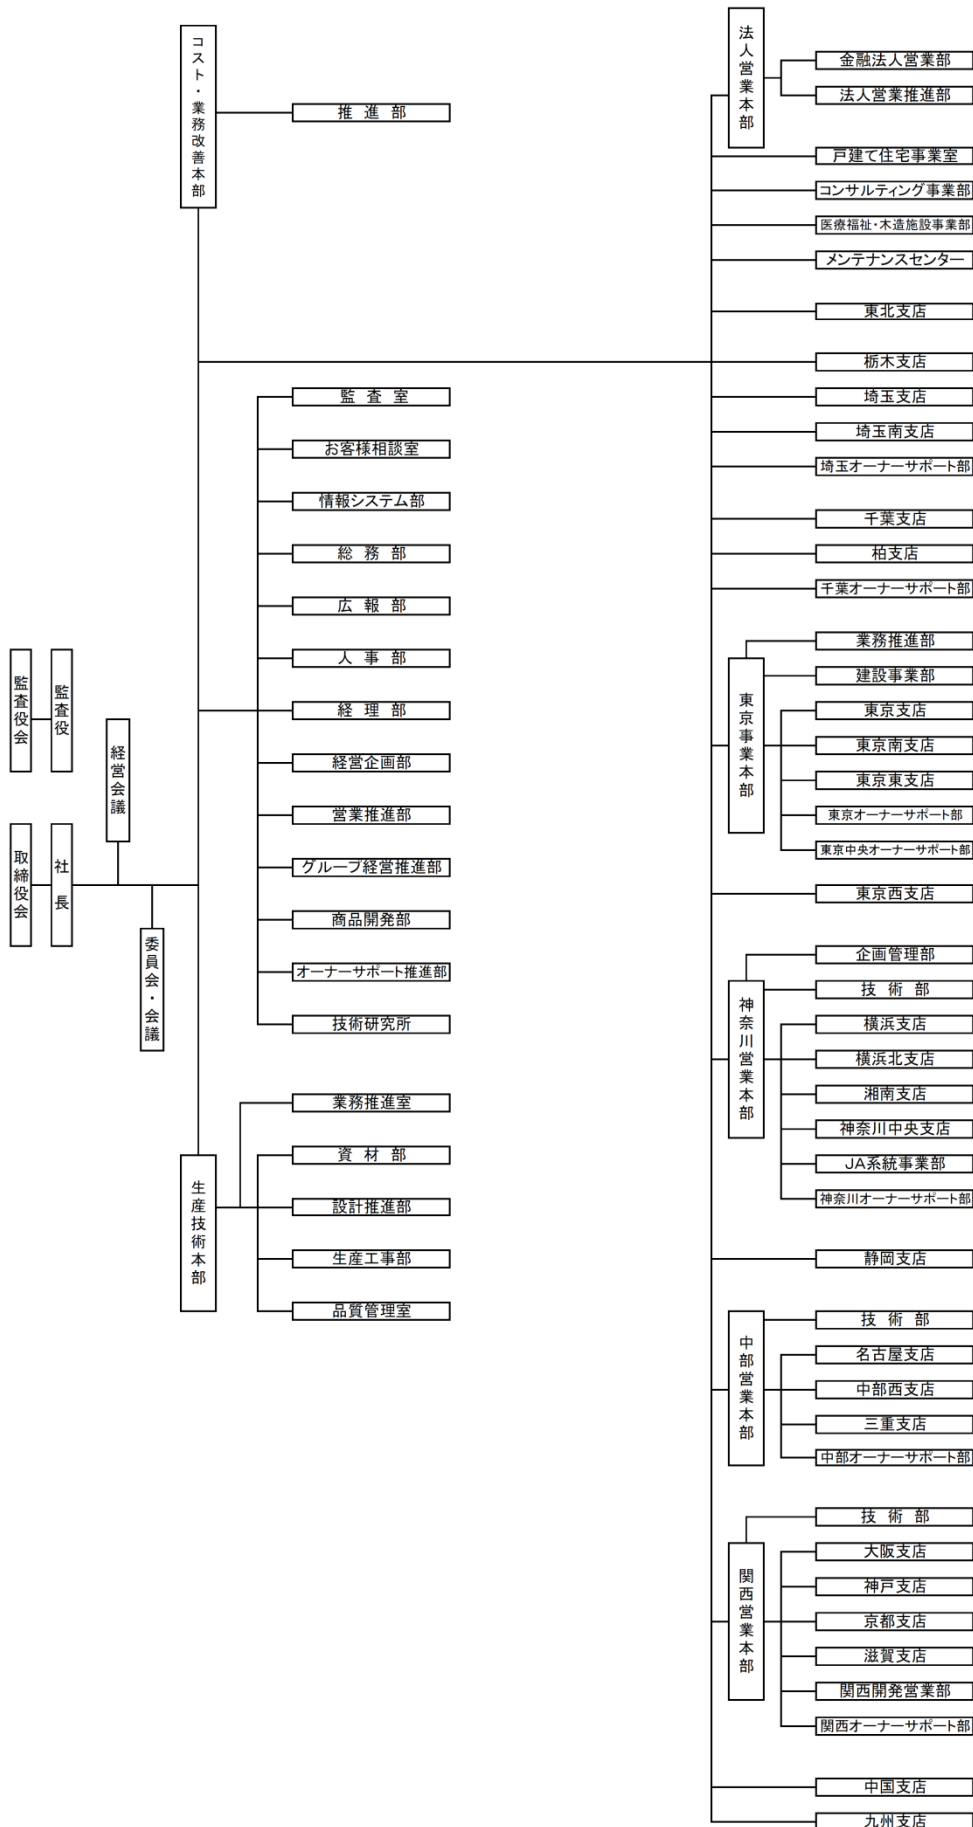 監査役会
監査役
取締役会
社長
経営会議
委員会・会議
コスト・業務改善本部
推進部
監査室
お客様相談室
情報システム部
総務部
広報部
人事部
経理部
経営企画部
営業推進部
グループ経営推進部
商品開発部
オーナーサポート推進部
技術研究所
生産技術本部
業務推進室
資材部
設計推進部
生産工事部
品質管理室
法人営業本部
金融法人営業部
法人営業推進部
戸建て住宅事業室
コンサルティング事業部
医療福祉・木造施設事業部
メンテナンスセンター
東北支店
栃木支店
埼玉支店
埼玉南支店
埼玉オーナーサポート部
千葉支店
柏支店
千葉オーナーサポート部
東京事業本部
業務推進部
建設事業部
東京支店
東京南支店
東京東支店
東京オーナーサポート部
東京中央オーナーサポート部
東京西支店
神奈川営業本部
企画管理部
技術部
横浜支店
横浜北支店
湘南支店
神奈川中央支店
JA系統事業部
神奈川オーナーサポート部
静岡支店
中部営業本部
技術部
名古屋支店
中部西支店
三重支店
中部オーナーサポート部
関西営業本部
技術部
大阪支店
神戸支店
京都支店
滋賀支店
関西開発営業部
関西オーナーサポート部
中国支店
九州支店